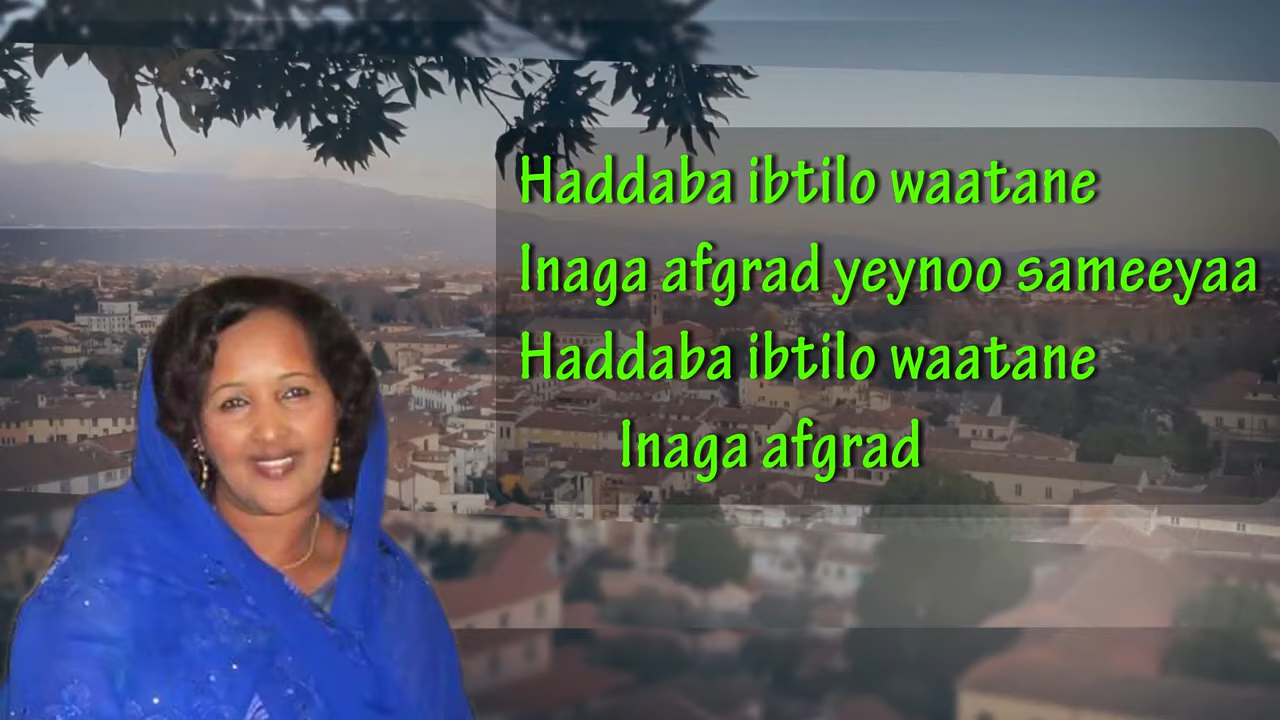 Haddaba ibtilo waatane
Inaga afgrad yeynoo sameeyaa
Haddaba ibtilo waatane
Inaga afgrad